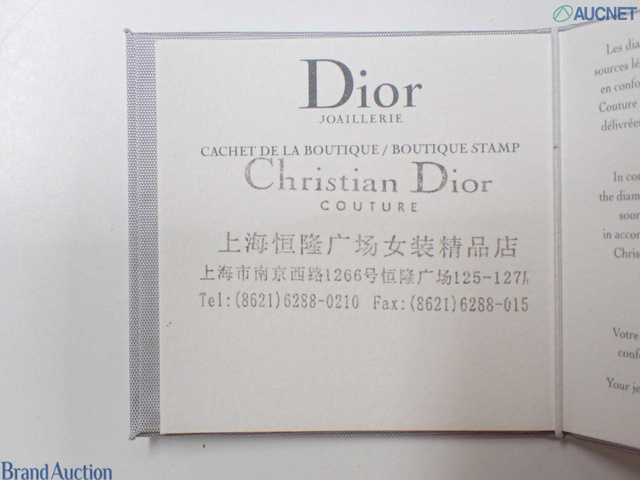 AUCNET
Dior
JOAILLERIE
CACHET DE LA BOUTIQUE / BOUTIQUE STAMP
Christian Dior
COUTURE
上海恒隆广场女装精品店
上海市南京西路1266号恒隆广场125-127
Tel:(8621)6288-0210 Fax:(8621)6288-015
Les dia
sources lé
en confo
Couture
délivrée
In con
the diam
sour
in accor
Chris
Votre
confo
Your je
Brand Auction